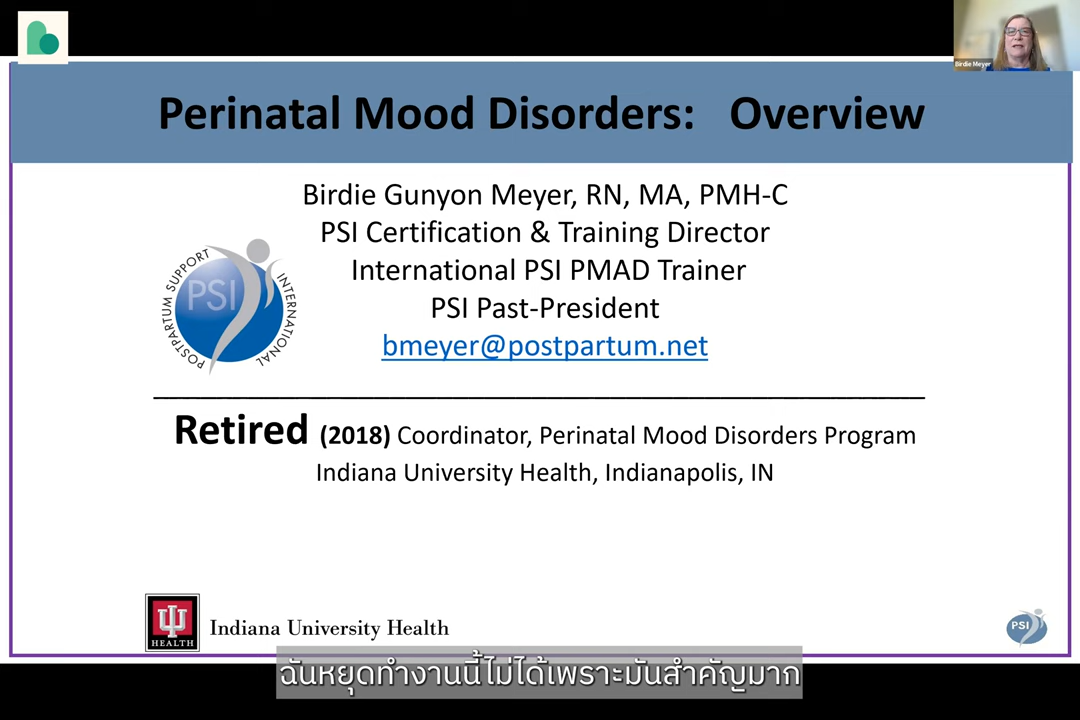 Birdie Meyer
Perinatal Mood Disorders: Overview
Birdie Gunyon Meyer, RN, MA, PMH-C
PSI Certification & Training Director
International PSI PMAD Trainer
PSI Past-President
bmeyer@postpartum.net
POSTPARTUM SUPPORT INTERNATIONAL
PSI
Retired (2018) Coordinator, Perinatal Mood Disorders Program
Indiana University Health, Indianapolis, IN
HEALTH
Indiana University Health
PSI
ฉันหยุดทำงานนี้ไม่ได้เพราะมันสำคัญมาก